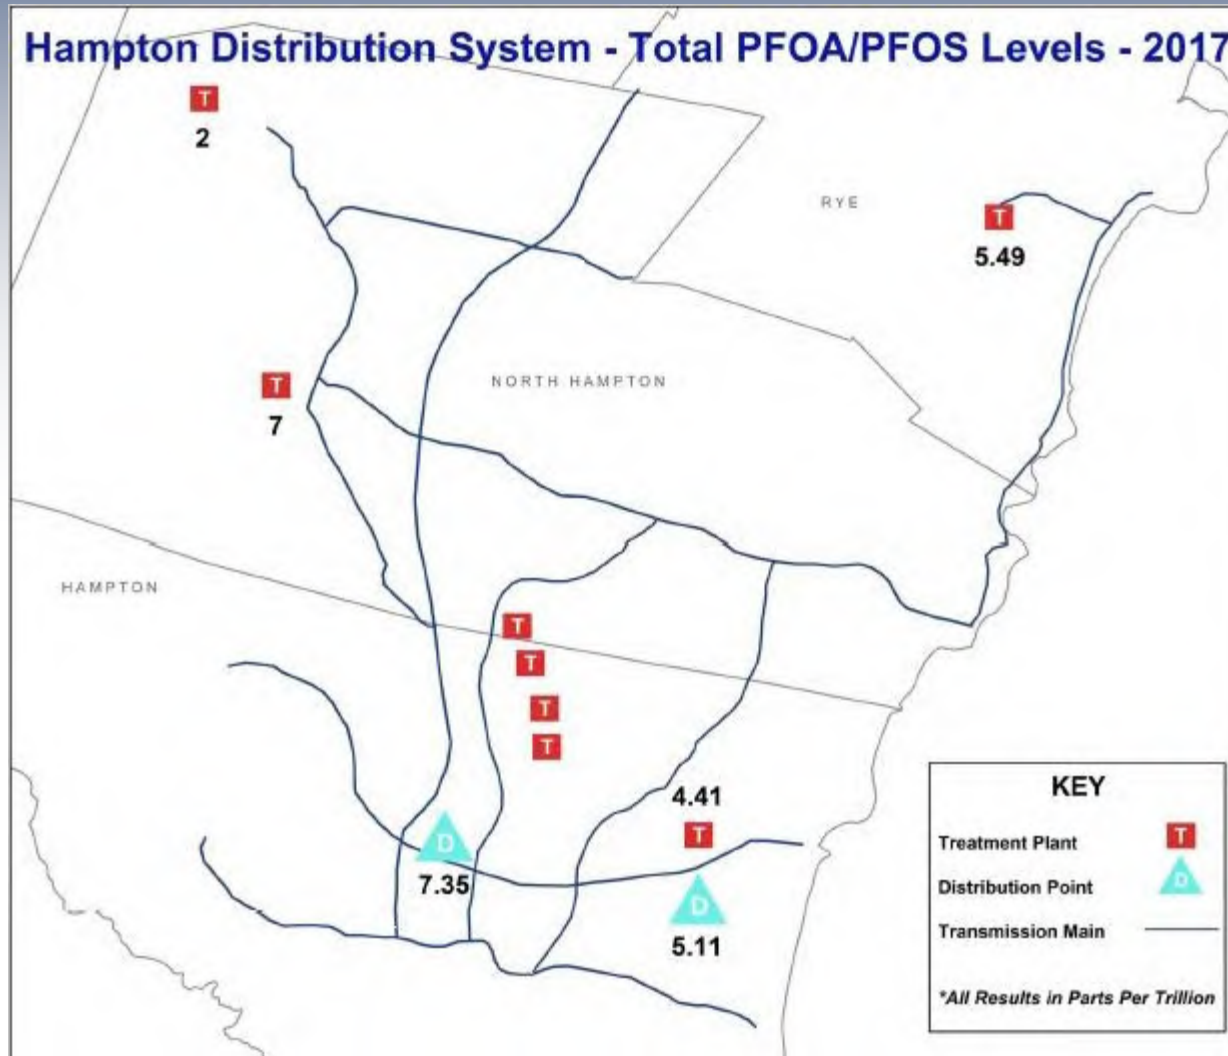 Hampton Distribution System - Total PFOA/PFOS Levels - 2017
T
2
RYE
T
5.49
T
7
NORTH HAMPTON
HAMPTON
T
T
T
T
4.41
T
D
7.35
D
5.11
KEY
Treatment Plant T
Distribution Point D
Transmission Main
*All Results in Parts Per Trillion